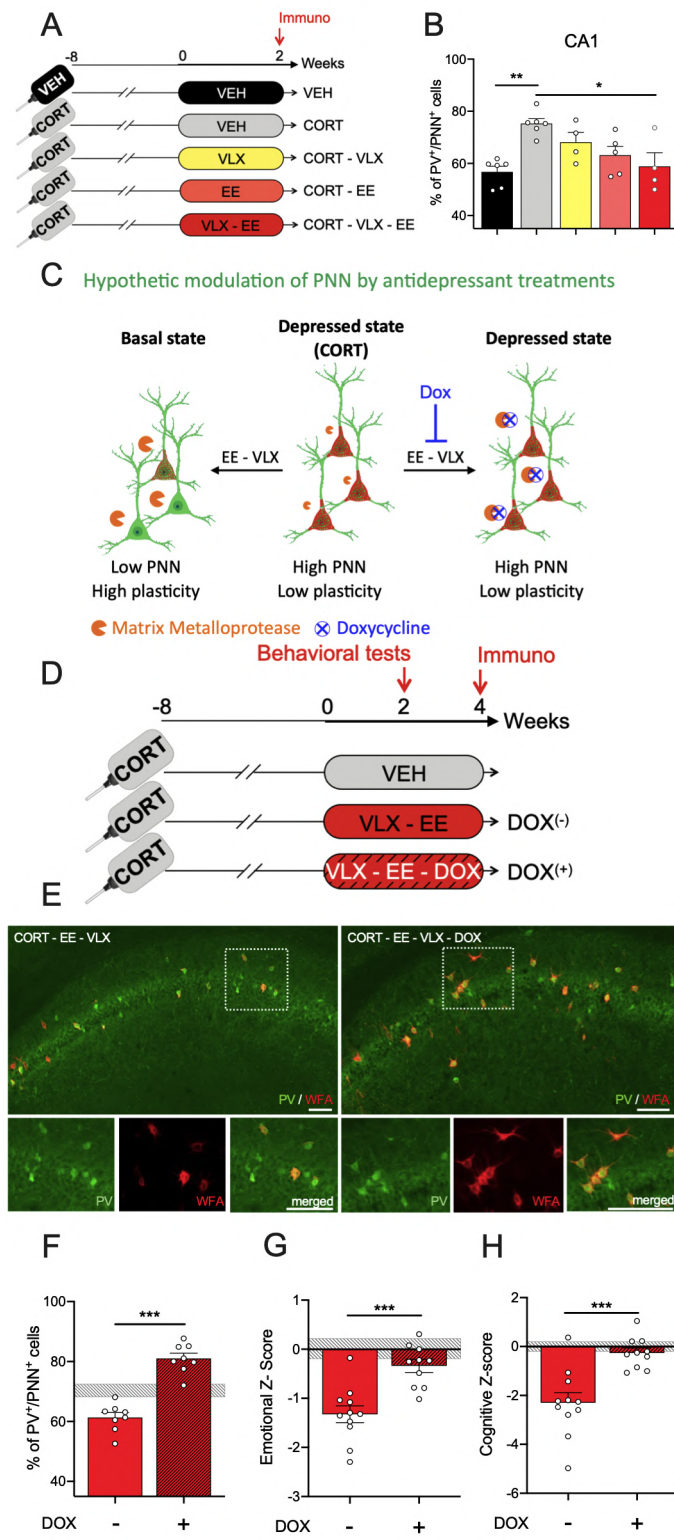 A
Immuno
-8
0
2
Weeks
VEH
VEH
VEH
CORT
VEH
CORT
CORT
VLX
CORT - VLX
CORT
EE
CORT - EE
CORT
VLX - EE
CORT - VLX - EE
B
CA1
% of PV+/PNN+ cells
100
80
60
40
**
*
C
Hypothetic modulation of PNN by antidepressant treatments
Basal state
Depressed state
(CORT)
Depressed state
Dox
EE - VLX
EE - VLX
Low PNN
High plasticity
High PNN
Low plasticity
High PNN
Low plasticity
Matrix Metalloprotease
Doxycycline
D
Behavioral tests
Immuno
-8
0
2
4
Weeks
CORT
VEH
CORT
VLX - EE
DOX(-)
CORT
VLX - EE - DOX
DOX(+)
E
CORT - EE - VLX
PV / WFA
CORT - EE - VLX - DOX
PV / WFA
PV
WFA
merged
PV
WFA
merged
F
% of PV+/PNN+ cells
100
80
60
40
***
DOX
-
+
G
Emotional Z- Score
1
0
-1
-2
-3
***
-
+
H
Cognitive Z-score
2
0
-2
-4
-6
***
-
+